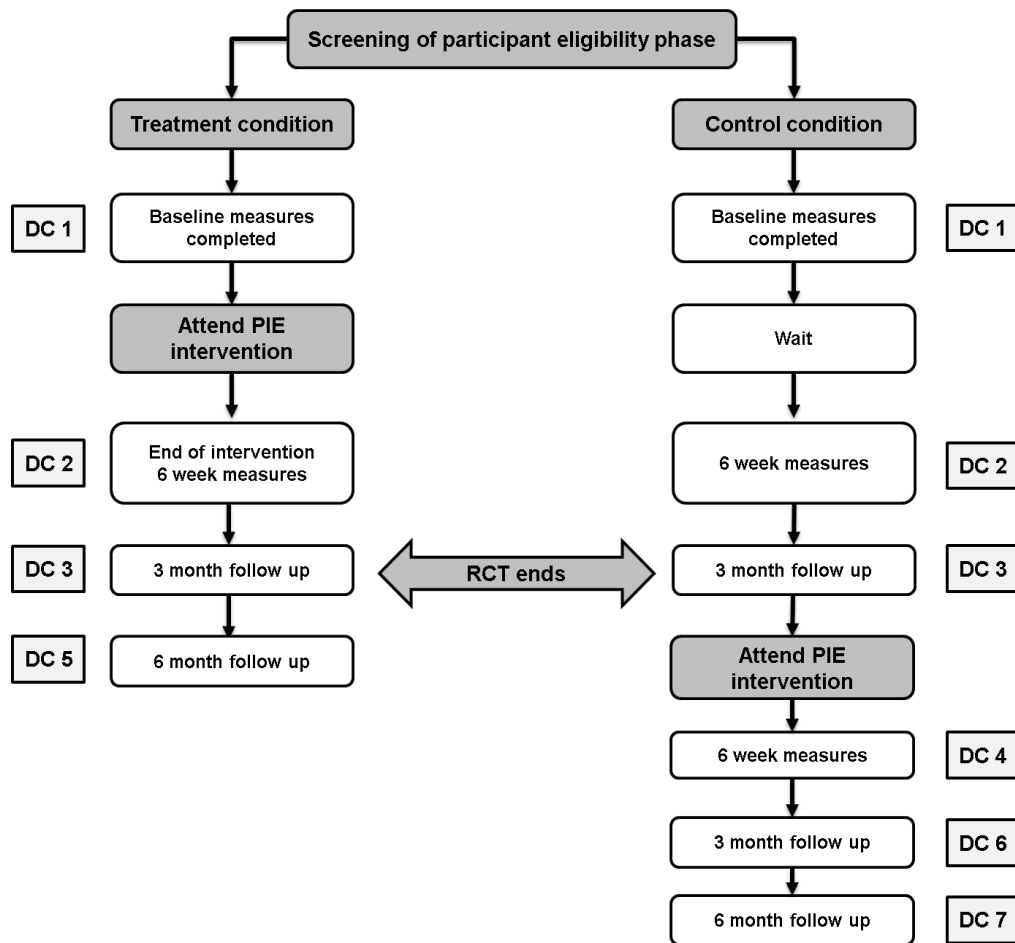 Screening of participant eligibility phase
Treatment condition
Control condition
DC 1
Baseline measures
completed
Baseline measures
completed
DC 1
Attend PIE
intervention
Wait
DC 2
End of intervention
6 week measures
6 week measures
DC 2
DC 3
3 month follow up
RCT ends
3 month follow up
DC 3
DC 5
6 month follow up
Attend PIE
intervention
6 week measures
DC 4
3 month follow up
DC 6
6 month follow up
DC 7